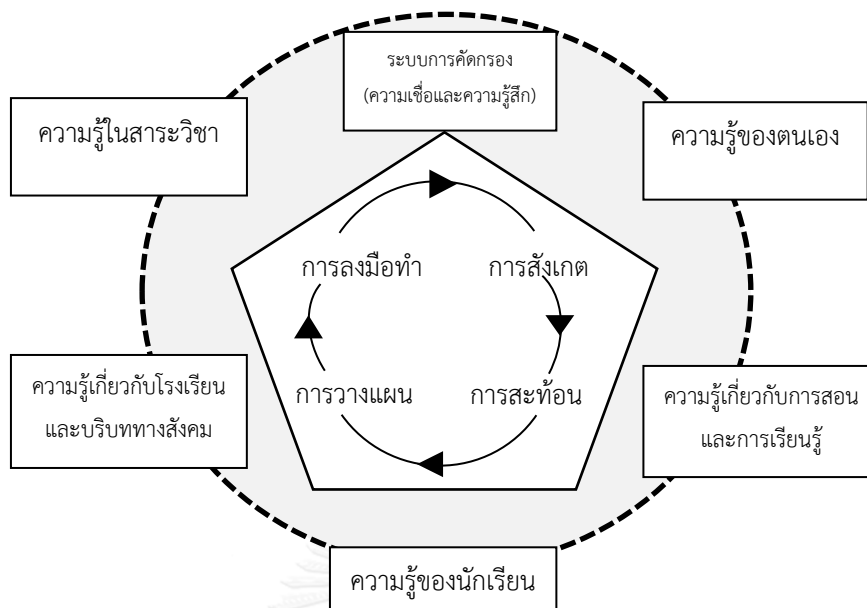 ระบบการคัดกรอง
(ความเชื่อและความรู้สึก)
ความรู้ในสาระวิชา
ความรู้ของตนเอง
การลงมือทำ
การสังเกต
การวางแผน
การสะท้อน
ความรู้เกี่ยวกับโรงเรียน
และบริบททางสังคม
ความรู้เกี่ยวกับการสอน
และการเรียนรู้
ความรู้ของนักเรียน